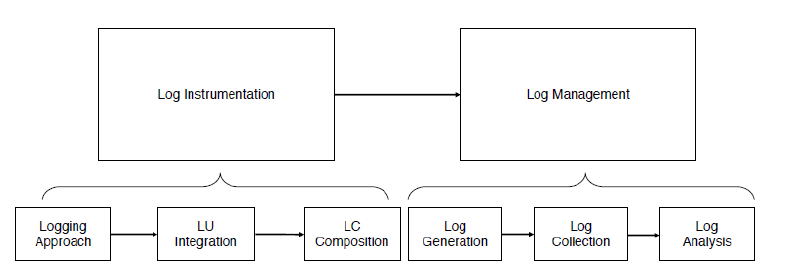 Log Instrumentation
Log Management
Logging
Approach
LU
Integration
LC
Composition
Log
Generation
Log
Collection
Log
Analysis